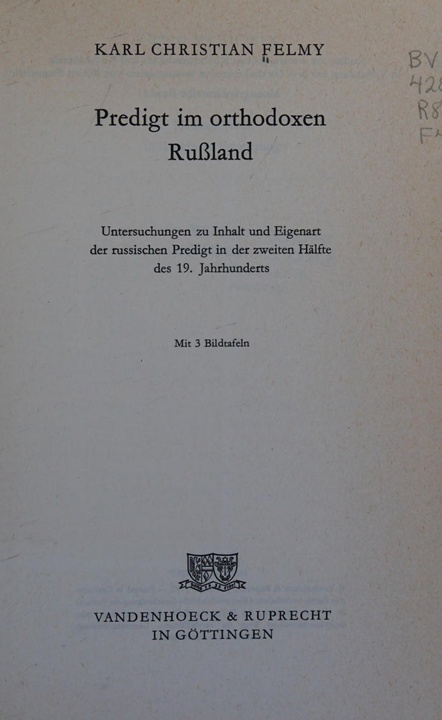 KARL CHRISTIAN FELMY
BV
Predigt im orthodoxen
Rußland
Untersuchungen zu Inhalt und Eigenart
der russischen Predigt in der zweiten Hälfte
des 19. Jahrhunderts
Mit 3 Bildtafeln
VANDENHOECK & RUPRECHT
IN GÖTTINGEN